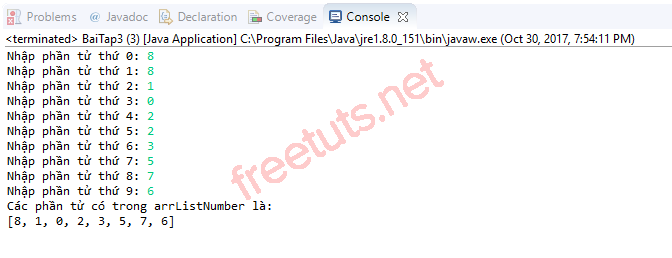 Problems @ Javadoc Declaration Coverage Console
<terminated> BaiTap3 (3) [Java Application] C:\Program Files\Java\jre1.8.0_151\bin\javaw.exe (Oct 30, 2017, 7:54:11 PM)
Nhập phần tử thứ 0: 8
Nhập phần tử thứ 1: 8
Nhập phần tử thứ 2: 1
Nhập phần tử thứ 3: 0
Nhập phần tử thứ 4: 2
Nhập phần tử thứ 5: 2
Nhập phần tử thứ 6: 3
Nhập phần tử thứ 7: 5
Nhập phần tử thứ 8: 7
Nhập phần tử thứ 9: 6
Các phần tử có trong arrListNumber là:
[8, 1, 0, 2, 3, 5, 7, 6]
freetuts.net